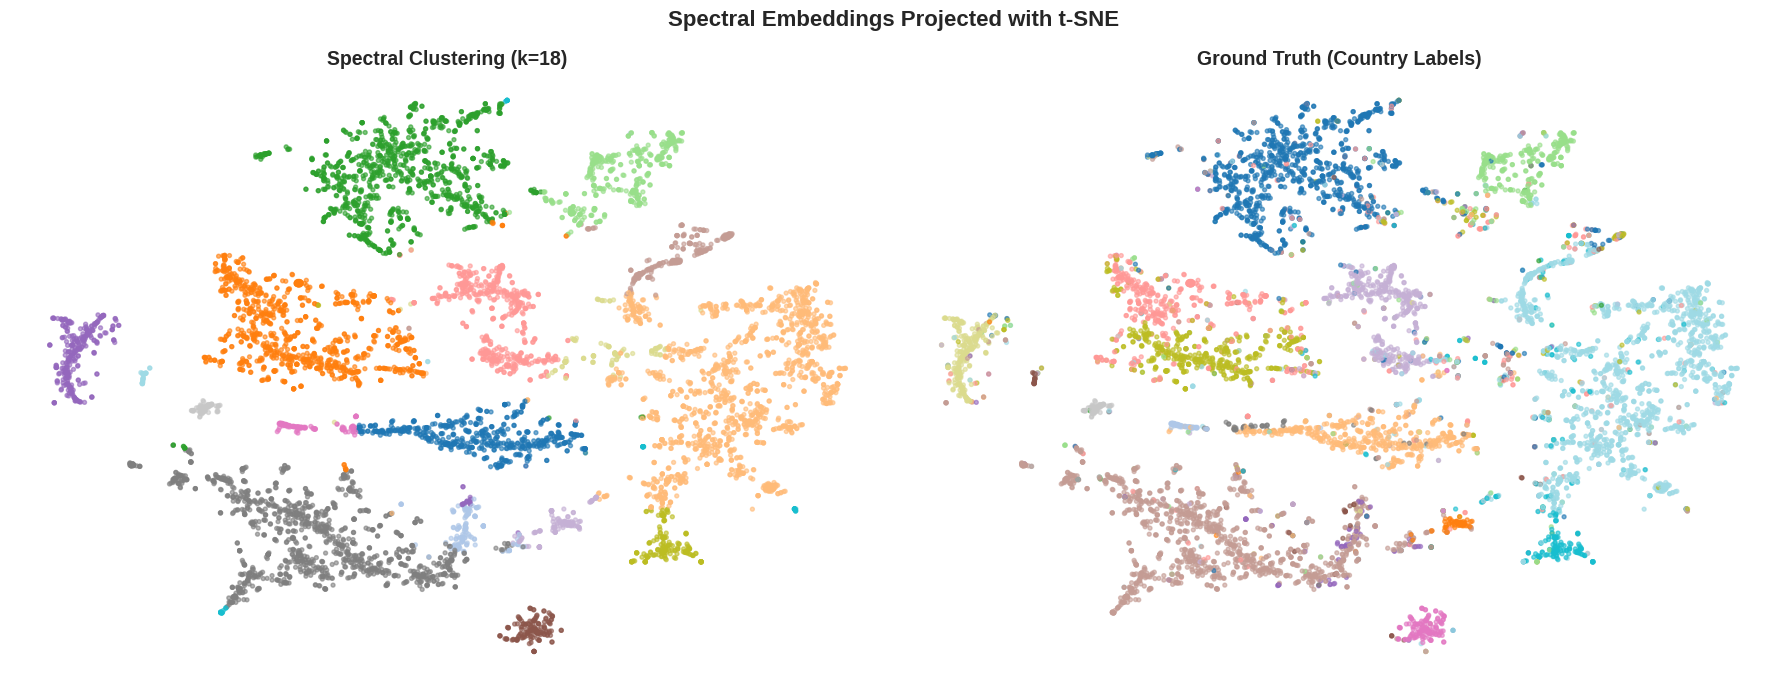 Spectral Embeddings Projected with t-SNE
Spectral Clustering (k=18)
Ground Truth (Country Labels)